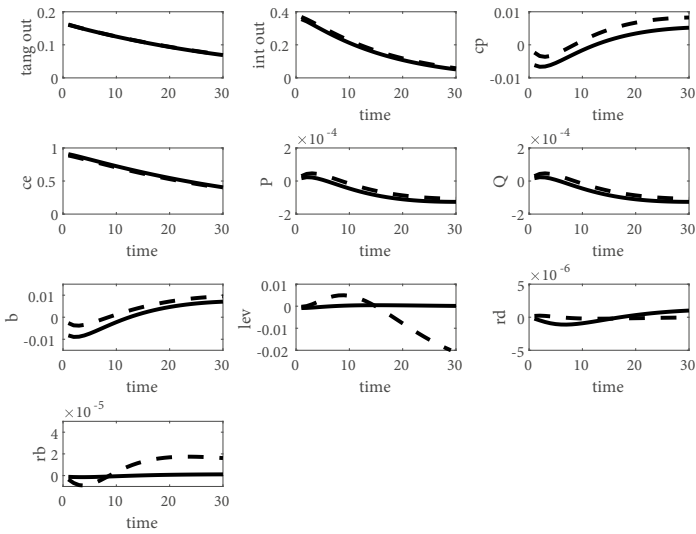 tang out
0.2
0.1
0
0 10 20 30
time
int out
0.4
0.2
0
0 10 20 30
time
cp
0.01
0
-0.01
0 10 20 30
time
ce
1
0.5
0
0 10 20 30
time
P
×10 -4
2
0
-2
0 10 20 30
time
Q
×10 -4
2
0
-2
0 10 20 30
time
b
0.01
0
-0.01
0 10 20 30
time
lev
0.01
0
-0.01
-0.02
0 10 20 30
time
rd
×10 -6
5
0
-5
0 10 20 30
time
rb
×10 -5
4
2
0
0 10 20 30
time